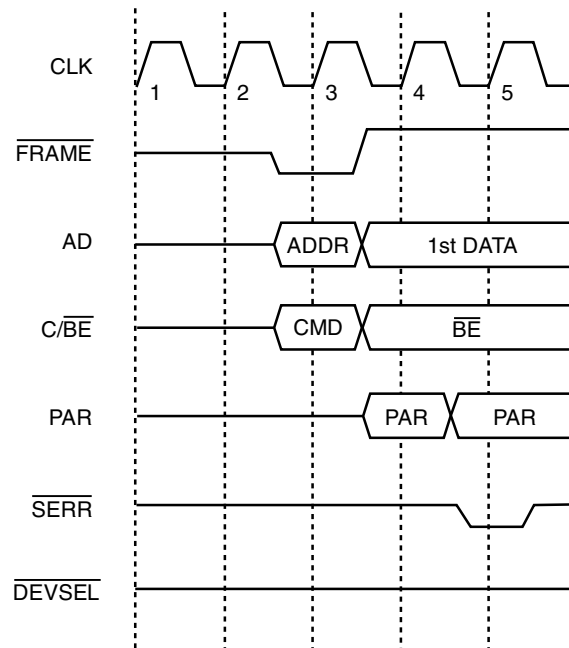 CLK
1 2 3 4 5
FRAME
AD ADDR 1st DATA
C/BE CMD BE
PAR PAR PAR
SERR
DEVSEL